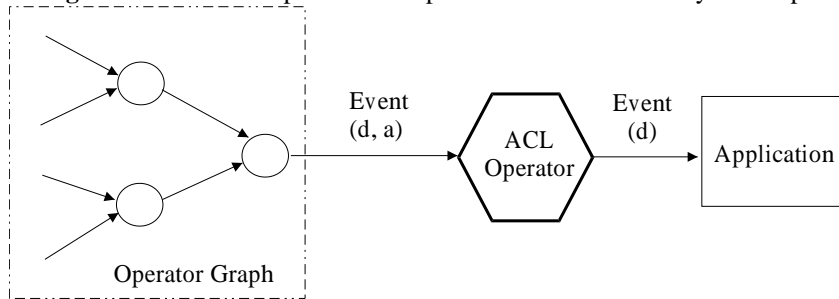 Event
(d, a)
ACL
Operator
Event
(d)
Application
Operator Graph